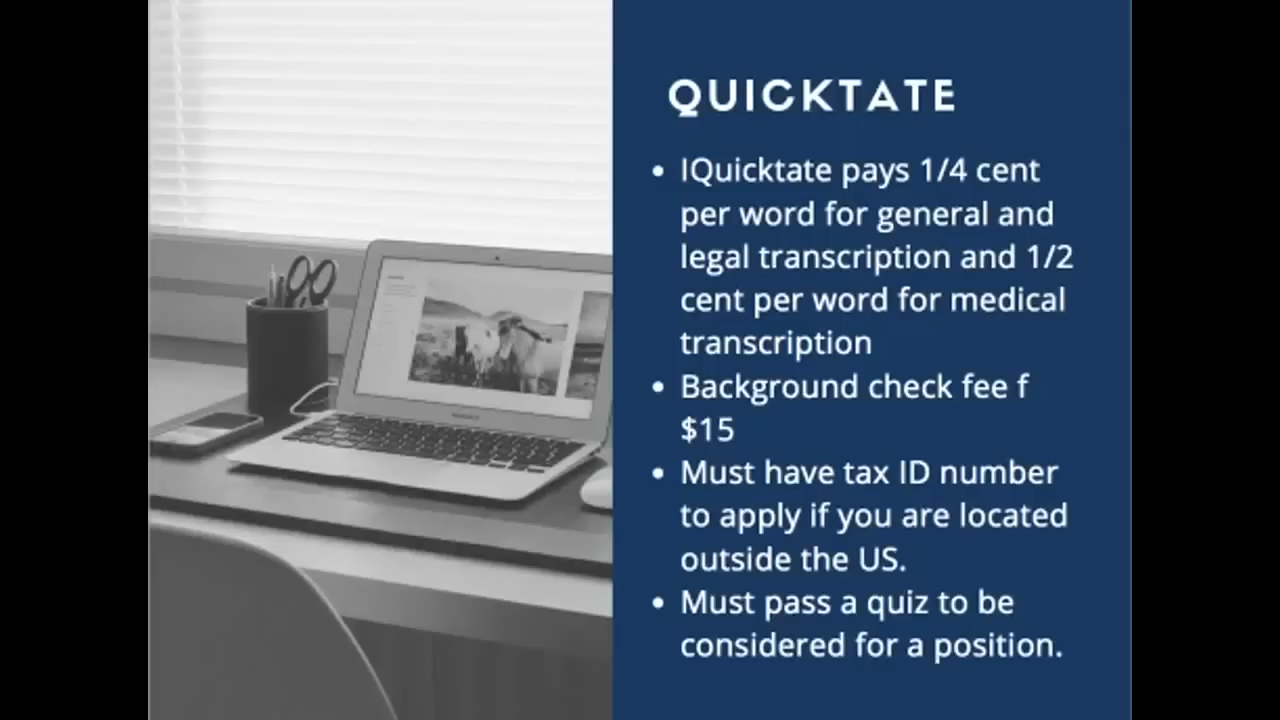 QUICKTATE
• IQuicktate pays 1/4 cent
per word for general and
legal transcription and 1/2
cent per word for medical
transcription
• Background check fee f
$15
• Must have tax ID number
to apply if you are located
outside the US.
• Must pass a quiz to be
considered for a position.